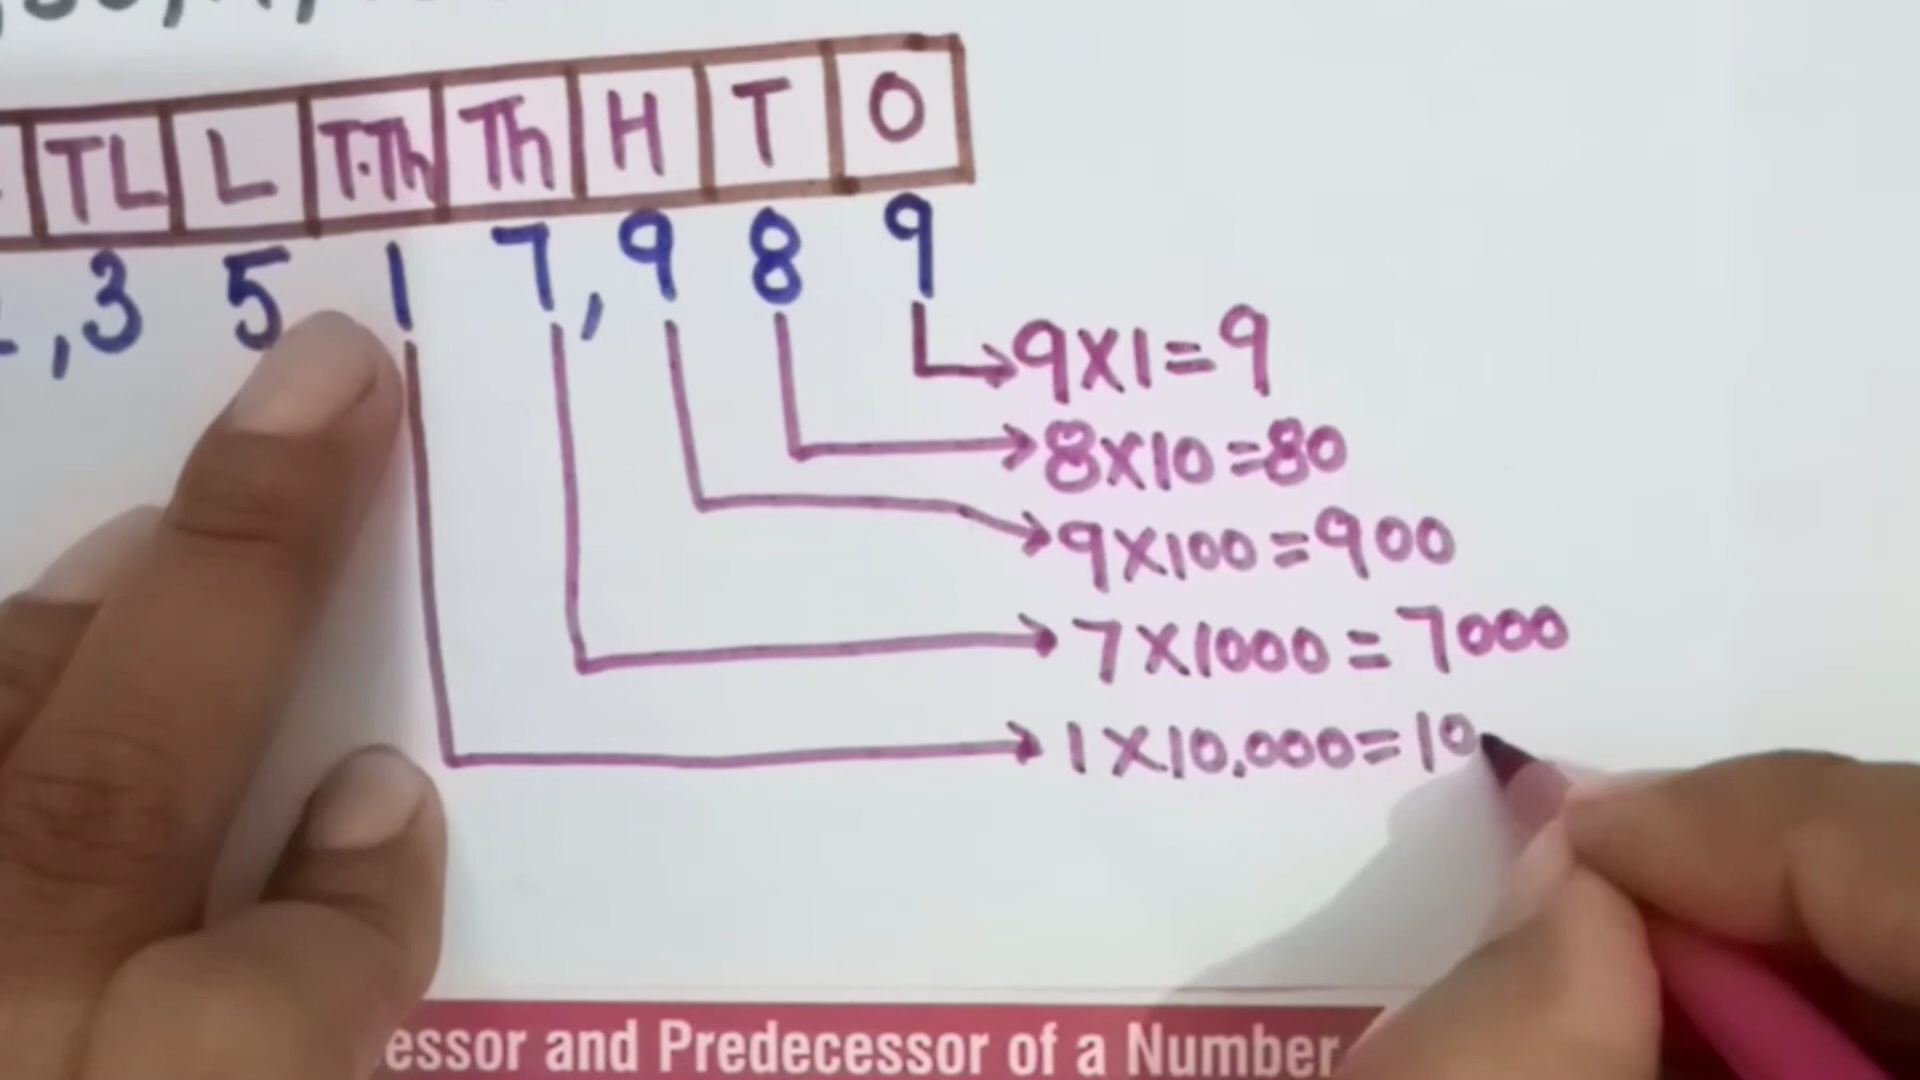 TL L T.Th Th H T O
,3 5 1 7,9 8 9
9X1=9
8X10=80
9X100=900
7X1000=7000
1X10,000=10
essor and Predecessor of a Number